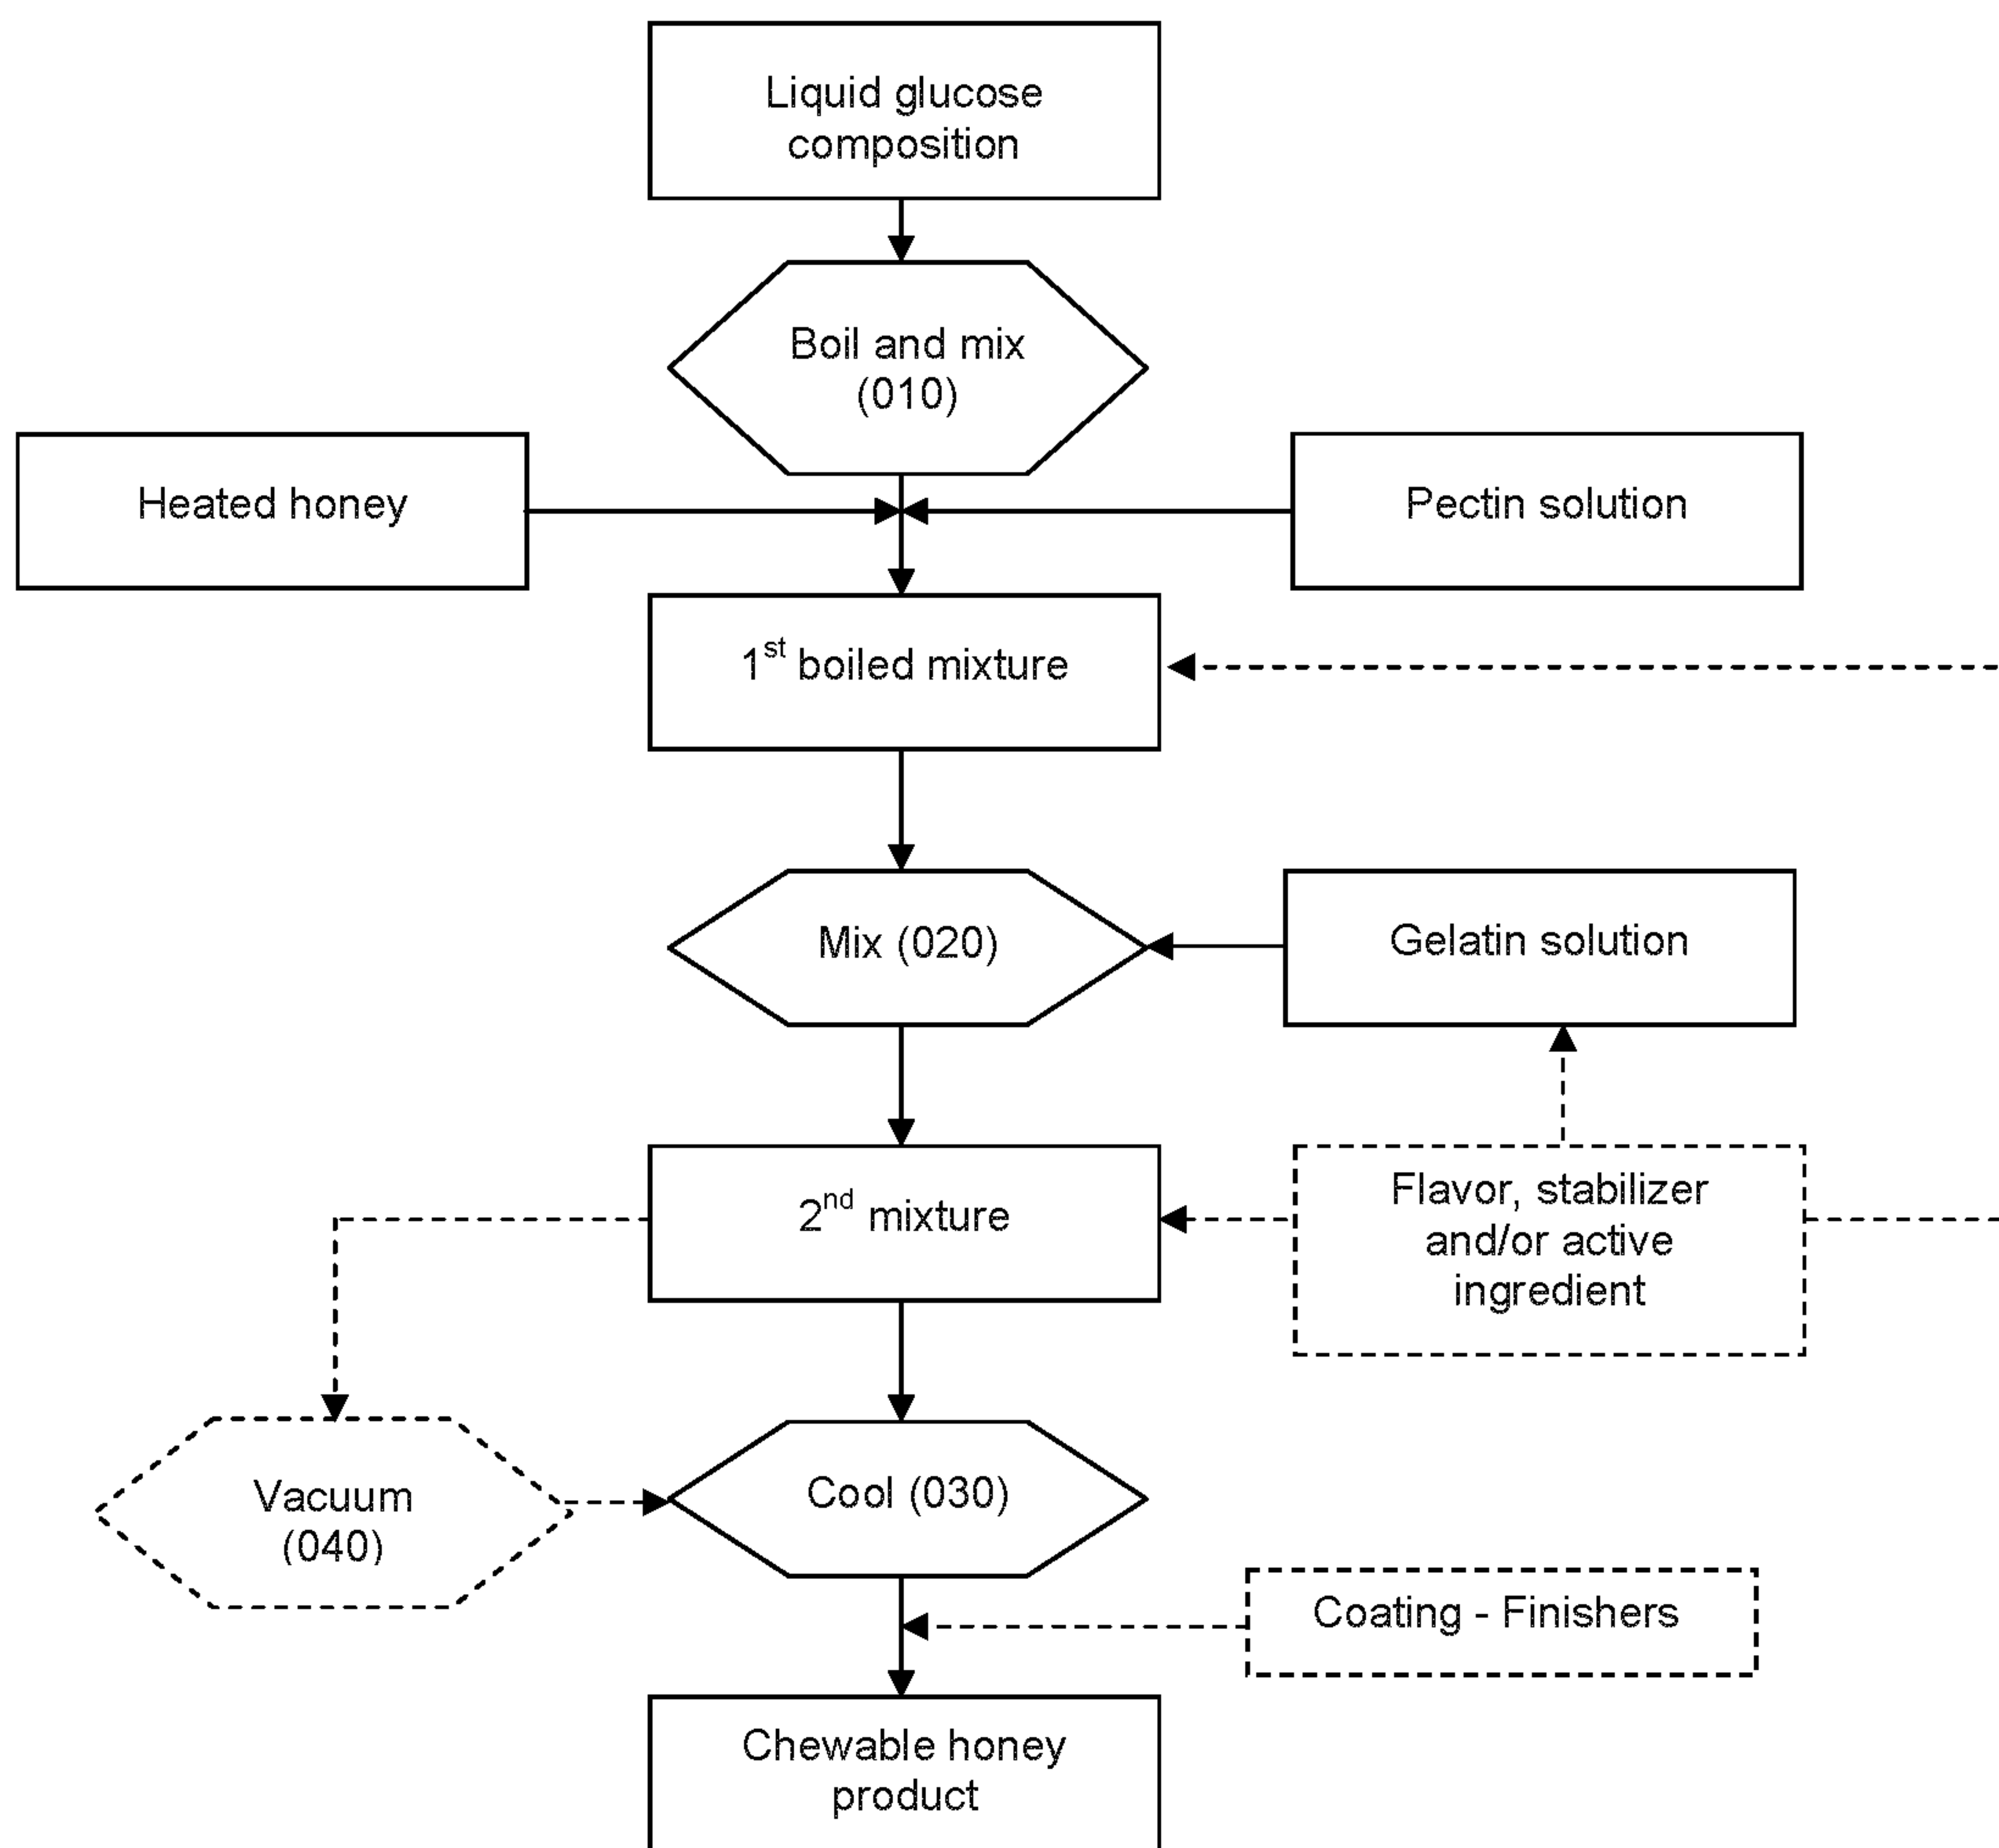 Liquid glucose
composition
Boil and mix
(010)
Heated honey
Pectin solution
1st boiled mixture
Mix (020)
Gelatin solution
2nd mixture
Flavor, stabilizer
and/or active
ingredient
Vacuum
(040)
Cool (030)
Coating - Finishers
Chewable honey
product